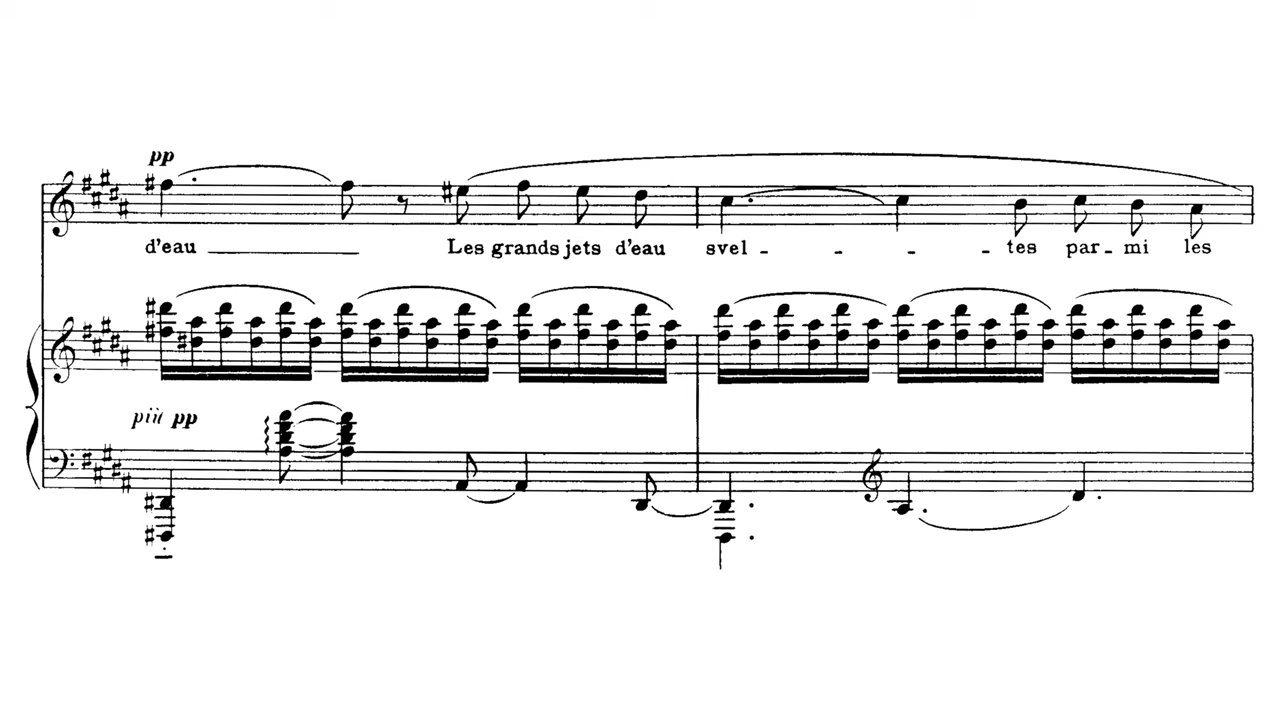 pp
d'eau Les grands jets d'eau svel - - - - tes par - mi les
più pp